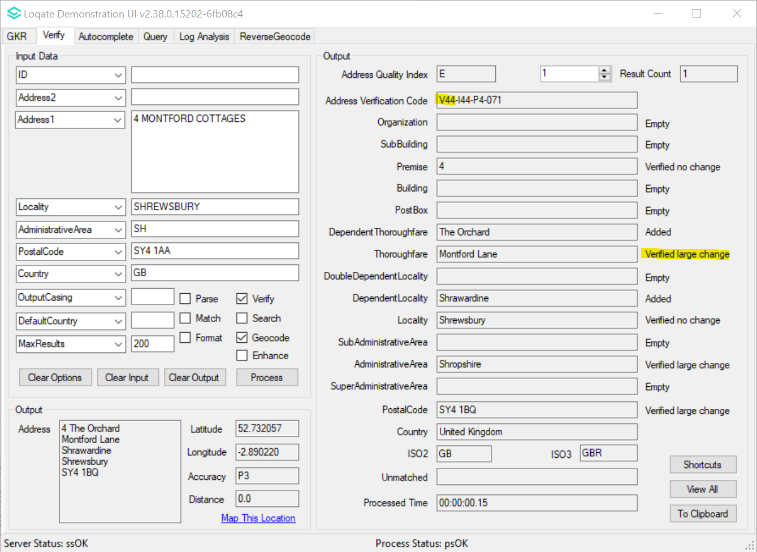 Loqate Demonstration UI v2.38.0.15202-6fb08c4
GKR Verify Autocomplete Query Log Analysis ReverseGeocode
Input Data
ID
Address2
Address1 4 MONTFORD COTTAGES
Locality SHREWSBURY
AdministrativeArea SH
PostalCode SY4 1AA
Country GB
OutputCasing Parse Verify
DefaultCountry Match Search
MaxResults 200 Format Geocode
Enhance
Clear Options Clear Input Clear Output Process
Output
Address 4 The Orchard
Montford Lane
Shrawardine
Shrewsbury
SY4 1BQ
Latitude 52.732057
Longitude -2.890220
Accuracy P3
Distance 0.0
Map This Location
Output
Address Quality Index E 1 Result Count 1
Address Verification Code V44-I44-P4-071
Organization Empty
SubBuilding Empty
Premise 4 Verified no change
Building Empty
PostBox Empty
DependentThoroughfare The Orchard Added
Thoroughfare Montford Lane Verified large change
DoubleDependentLocality Empty
DependentLocality Shrawardine Added
Locality Shrewsbury Verified no change
SubAdministrativeArea Empty
AdministrativeArea Shropshire Verified large change
SuperAdministrativeArea Empty
PostalCode SY4 1BQ Verified large change
Country United Kingdom
ISO2 GB ISO3 GBR
Unmatched
Processed Time 00:00:00.15
Shortcuts
View All
To Clipboard
Server Status: ssOK Process Status: psOK